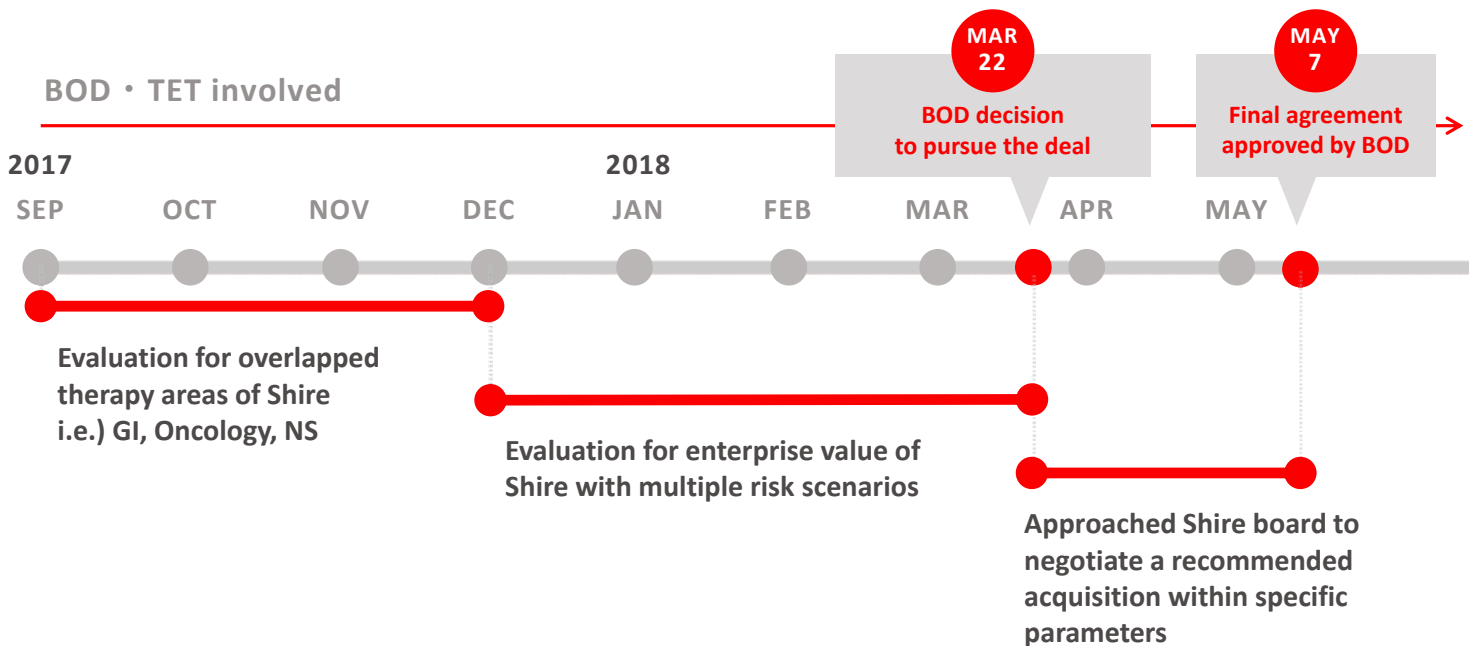 MAR
22
MAY
7
BOD・TET involved
BOD decision
to pursue the deal
Final agreement
approved by BOD
2017
2018
SEP
OCT
NOV
DEC
JAN
FEB
MAR
APR
MAY
Evaluation for overlapped
therapy areas of Shire
i.e.) GI, Oncology, NS
Evaluation for enterprise value of
Shire with multiple risk scenarios
Approached Shire board to
negotiate a recommended
acquisition within specific
parameters